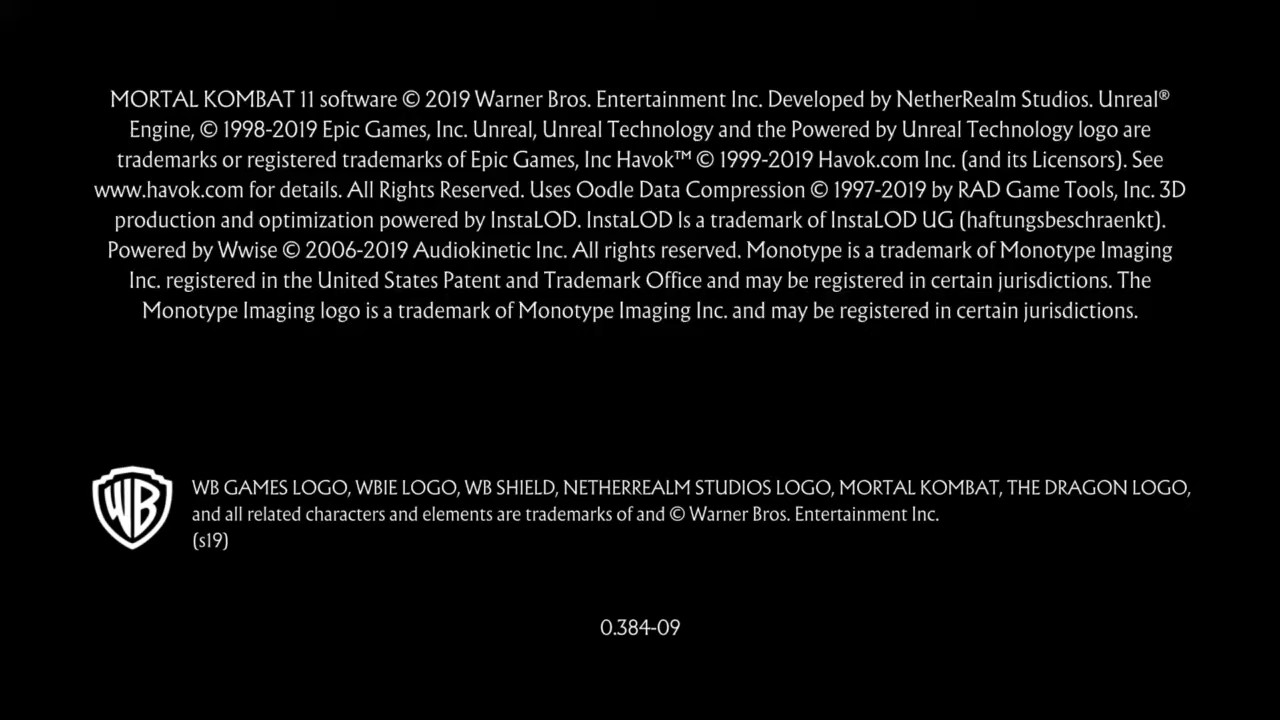 MORTAL KOMBAT 11 software © 2019 Warner Bros. Entertainment Inc. Developed by NetherRealm Studios. Unreal®
Engine, © 1998-2019 Epic Games, Inc. Unreal, Unreal Technology and the Powered by Unreal Technology logo are
trademarks or registered trademarks of Epic Games, Inc Havok™ © 1999-2019 Havok.com Inc. (and its Licensors). See
www.havok.com for details. All Rights Reserved. Uses Oodle Data Compression © 1997-2019 by RAD Game Tools, Inc. 3D
production and optimization powered by InstaLOD. InstaLOD Is a trademark of InstaLOD UG (haftungsbeschraenkt).
Powered by Wwise © 2006-2019 Audiokinetic Inc. All rights reserved. Monotype is a trademark of Monotype Imaging
Inc. registered in the United States Patent and Trademark Office and may be registered in certain jurisdictions. The
Monotype Imaging logo is a trademark of Monotype Imaging Inc. and may be registered in certain jurisdictions.
WB
WB GAMES LOGO, WBIE LOGO, WB SHIELD, NETHERREALM STUDIOS LOGO, MORTAL KOMBAT, THE DRAGON LOGO,
and all related characters and elements are trademarks of and © Warner Bros. Entertainment Inc.
(s19)
0.384-09